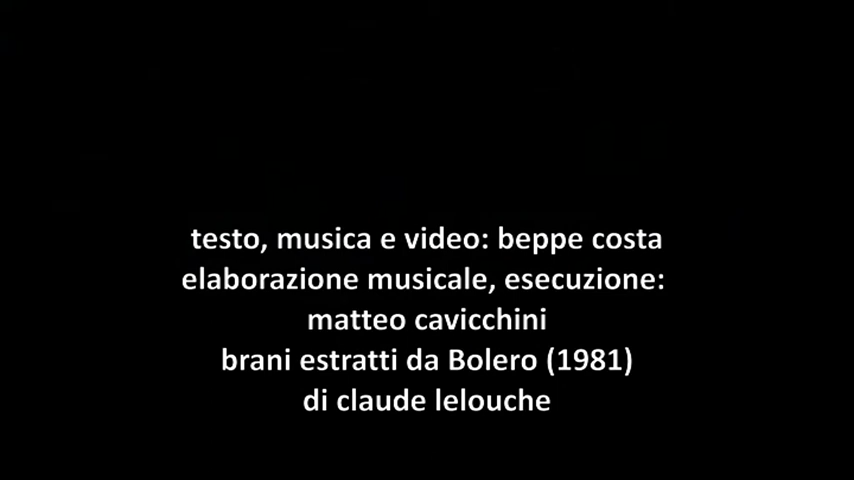 testo, musica e video: beppe costa
elaborazione musicale, esecuzione:
matteo cavicchini
brani estratti da Bolero (1981)
di claude lelouche